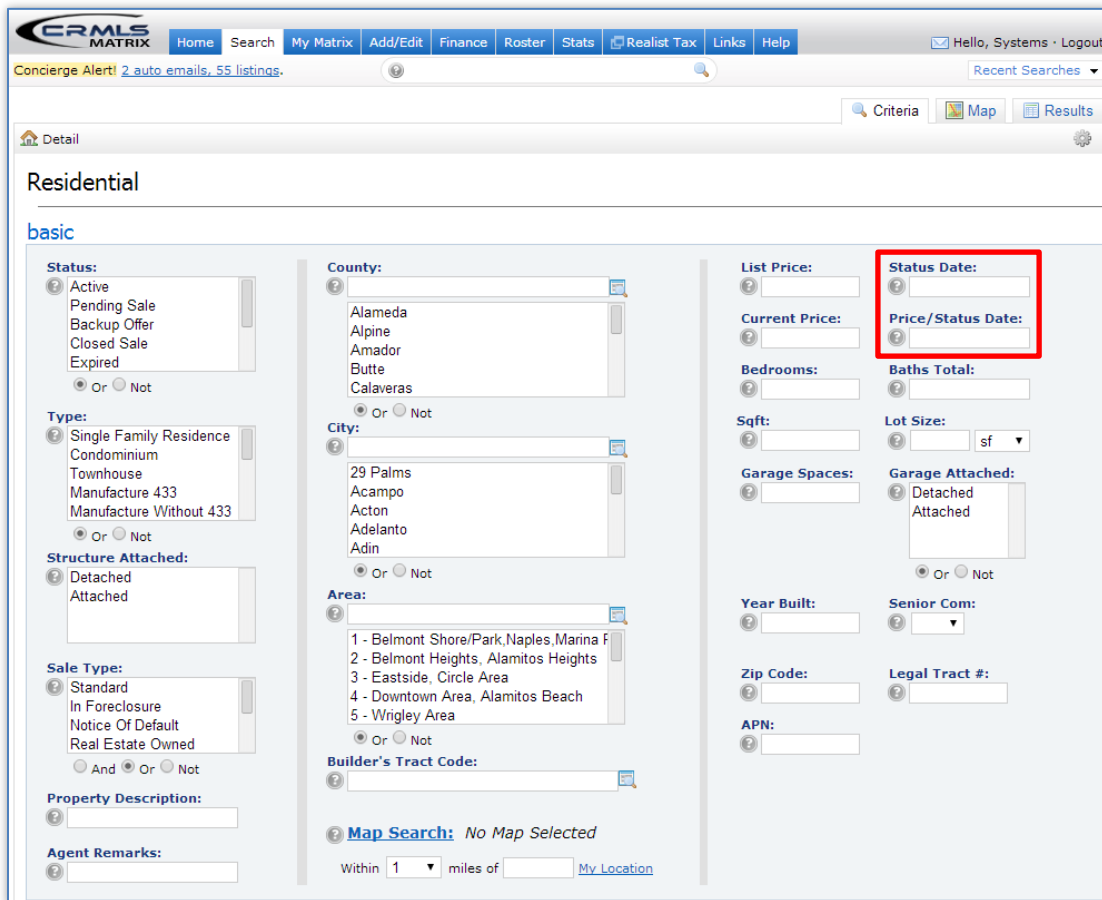 CRMLS
MATRIX
Home Search My Matrix Add/Edit Finance Roster Stats Realist Tax Links Help
Hello, Systems · Logout
Concierge Alert! 2 auto emails, 55 listings.
Recent Searches
Criteria Map Results
Detail
Residential
basic
Status:
Active
Pending Sale
Backup Offer
Closed Sale
Expired
Or Not
Type:
Single Family Residence
Condominium
Townhouse
Manufacture 433
Manufacture Without 433
Or Not
Structure Attached:
Detached
Attached
Sale Type:
Standard
In Foreclosure
Notice Of Default
Real Estate Owned
And Or Not
Property Description:
Agent Remarks:
County:
Alameda
Alpine
Amador
Butte
Calaveras
Or Not
City:
29 Palms
Acampo
Acton
Adelanto
Adin
Or Not
Area:
1 - Belmont Shore/Park,Naples,Marina P
2 - Belmont Heights, Alamitos Heights
3 - Eastside, Circle Area
4 - Downtown Area, Alamitos Beach
5 - Wrigley Area
Or Not
Builder's Tract Code:
Map Search: No Map Selected
Within 1 miles of My Location
List Price: Status Date:
Current Price: Price/Status Date:
Bedrooms: Baths Total:
Sqft: Lot Size:
sf
Garage Spaces: Garage Attached:
Detached
Attached
Or Not
Year Built: Senior Com:
Zip Code: Legal Tract #:
APN: